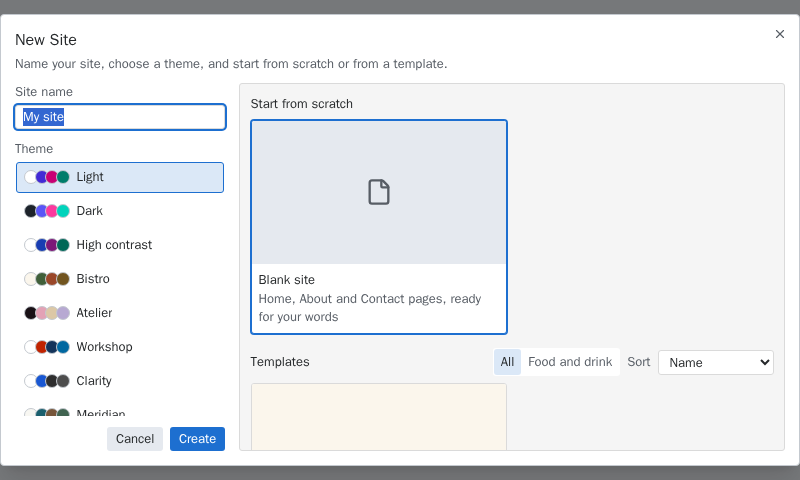 New Site
Name your site, choose a theme, and start from scratch or from a template.
Site name
My site
Theme
Light
Dark
High contrast
Bistro
Atelier
Workshop
Clarity
Meridian
Cancel
Create
Start from scratch
Blank site
Home, About and Contact pages, ready
for your words
Templates
All
Food and drink
Sort
Name